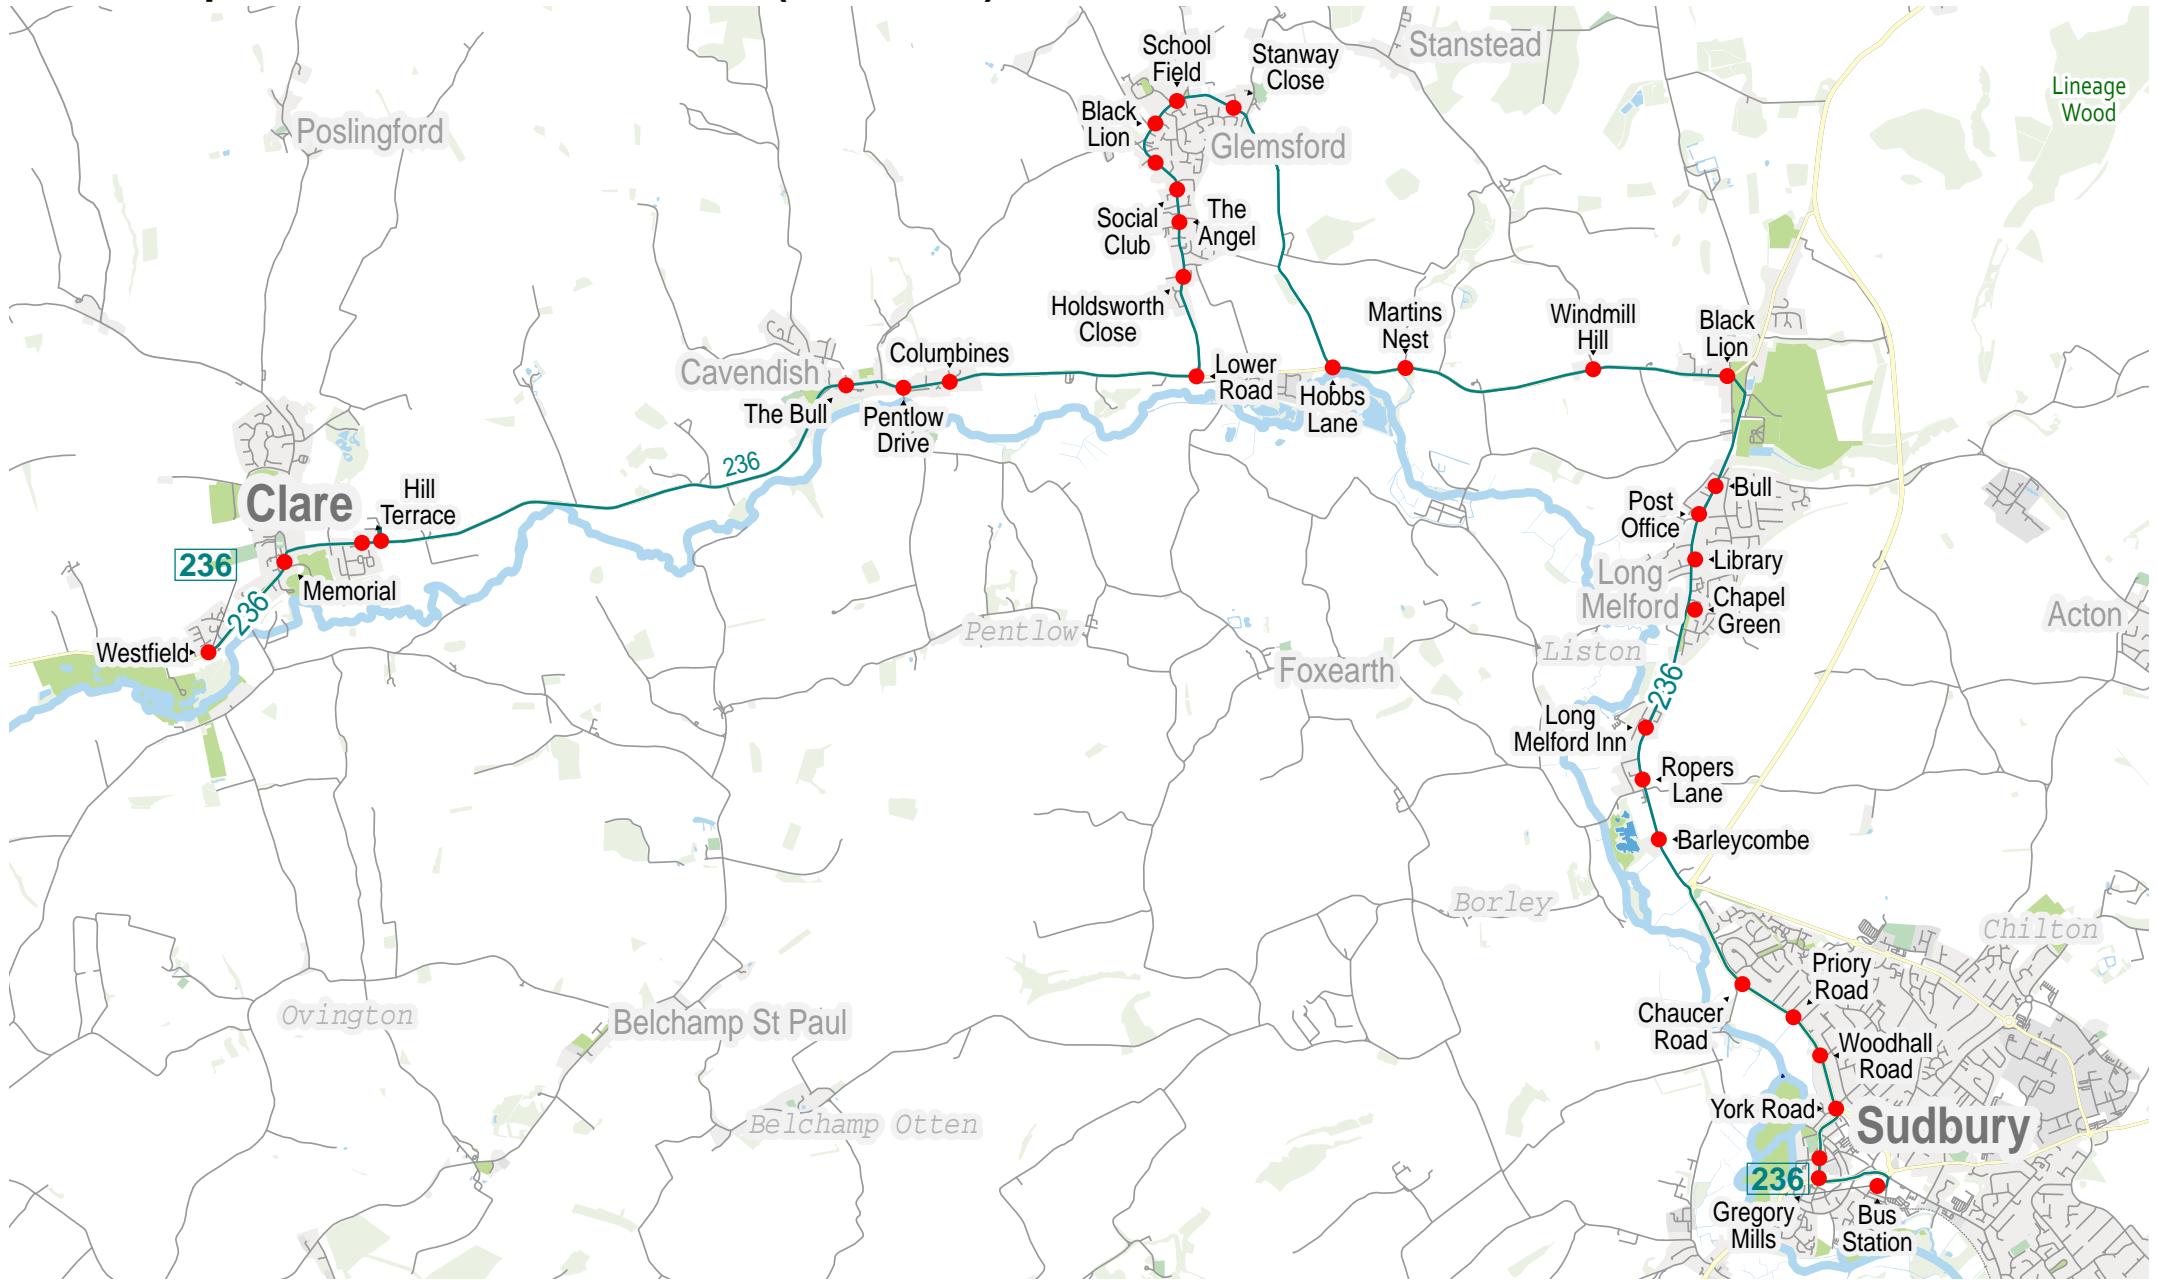 School
Field
Stanway
Close
Stanstead
Lineage
Wood
Black
Lion
Poslingford
Glemsford
Social
Club
The
Angel
Holdsworth
Close
Martins
Nest
Windmill
Hill
Black
Lion
Columbines
Cavendish
Lower
Road
Hobbs
Lane
The Bull
Pentlow
Drive
236
Hill
Terrace
Clare
Bull
Post
Office
236
Memorial
Library
Long
Melford
Chapel
Green
Acton
236
Westfield
Pentlow
Liston
Foxearth
236
Long
Melford Inn
Ropers
Lane
Barleycombe
Borley
Chilton
Priory
Road
Ovington
Belchamp St Paul
Chaucer
Road
Woodhall
Road
York Road
Sudbury
Belchamp Otten
236
Gregory
Mills
Bus
Station